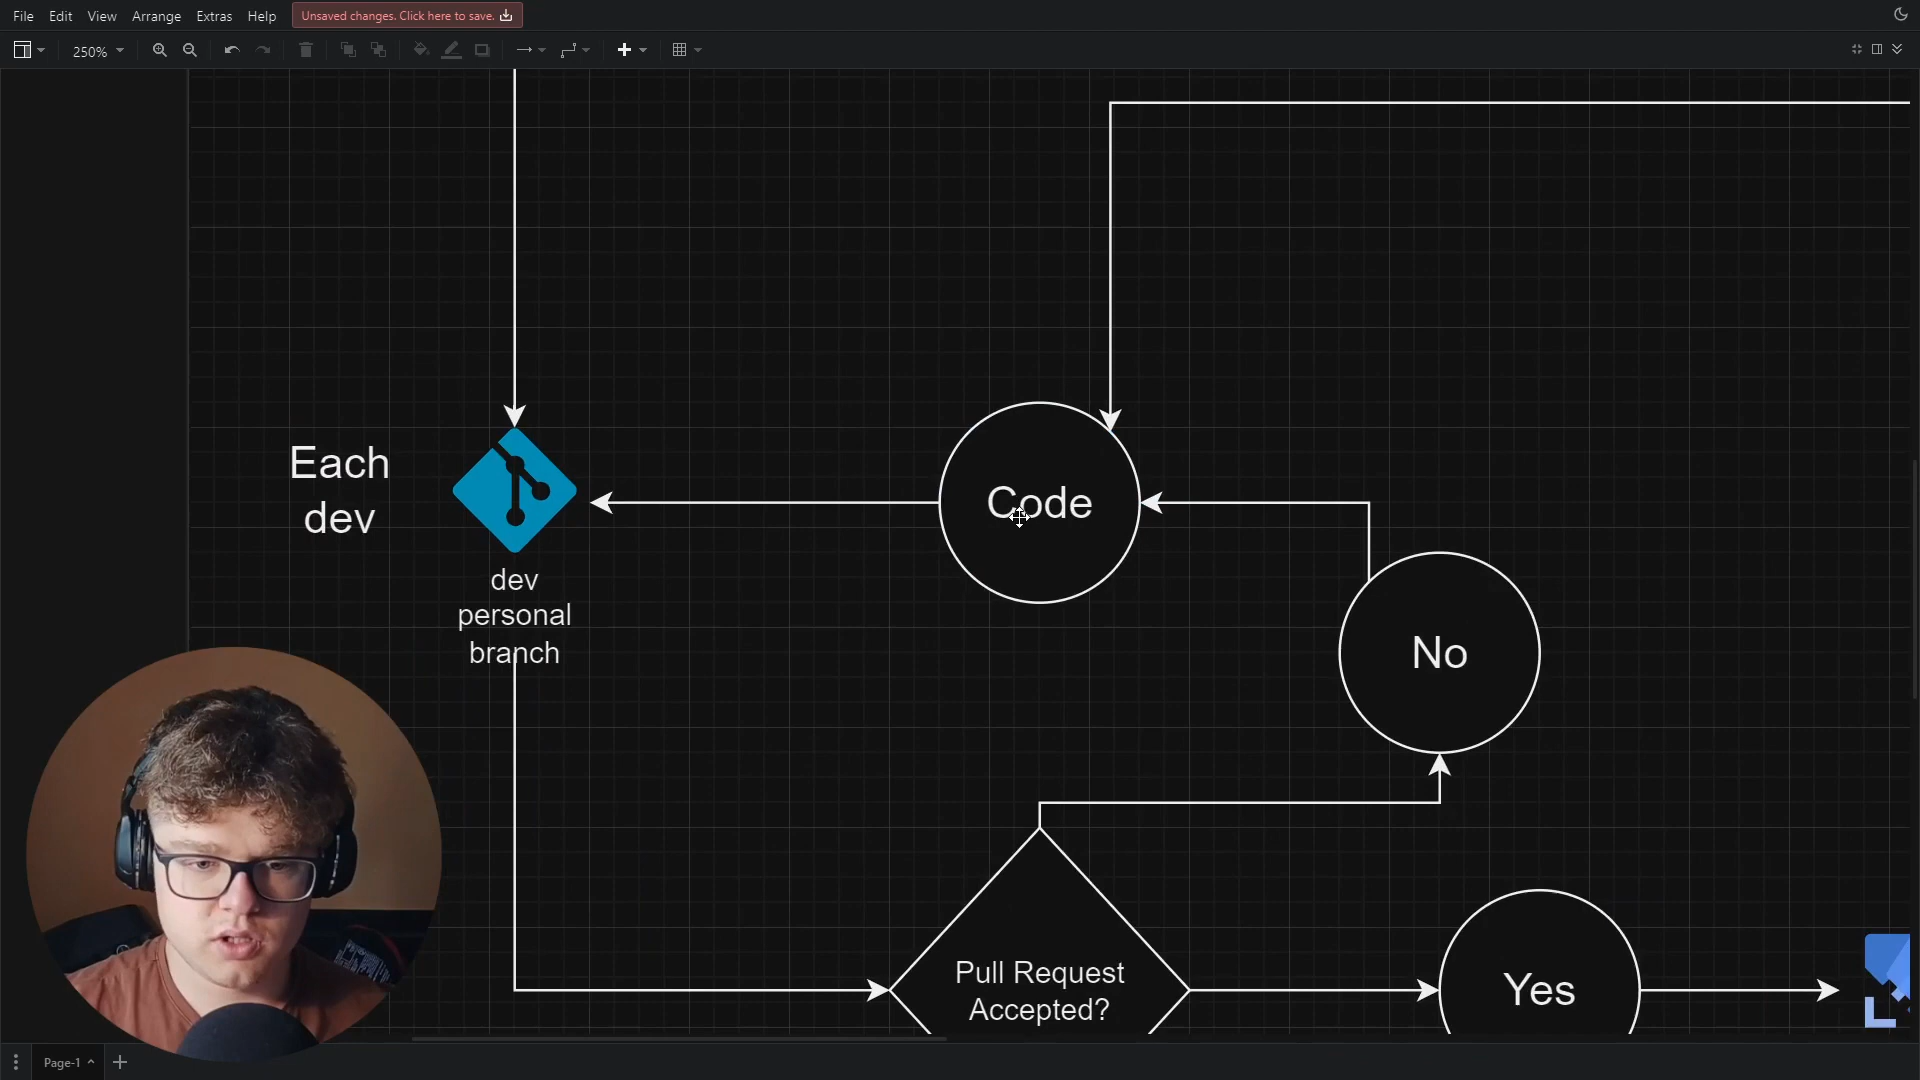 File Edit View Arrange Extras Help Unsaved changes. Click here to save.
250%
Each
dev
dev
personal
branch
Code
No
Pull Request
Accepted?
Yes
Page-1